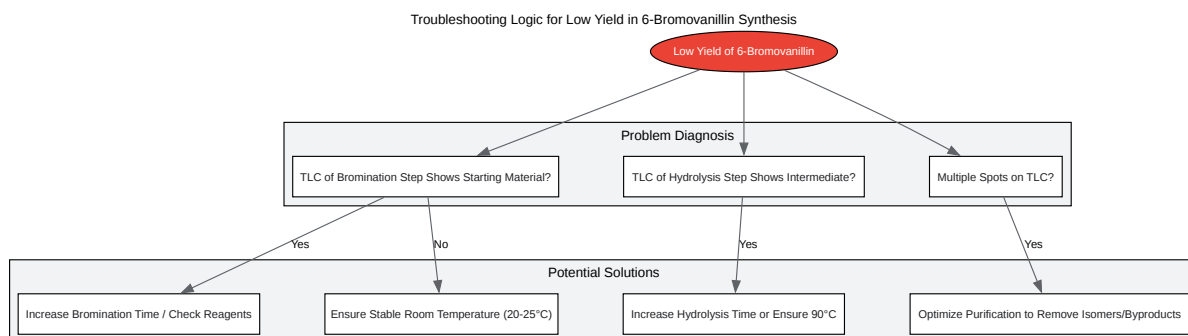 Troubleshooting Logic for Low Yield in 6-Bromovanillin Synthesis
Low Yield of 6-Bromovanillin
Problem Diagnosis
TLC of Bromination Step Shows Starting Material?
TLC of Hydrolysis Step Shows Intermediate?
Multiple Spots on TLC?
Yes
No
Yes
Yes
Potential Solutions
Increase Bromination Time / Check Reagents
Ensure Stable Room Temperature (20-25°C)
Increase Hydrolysis Time or Ensure 90°C
Optimize Purification to Remove Isomers/Byproducts